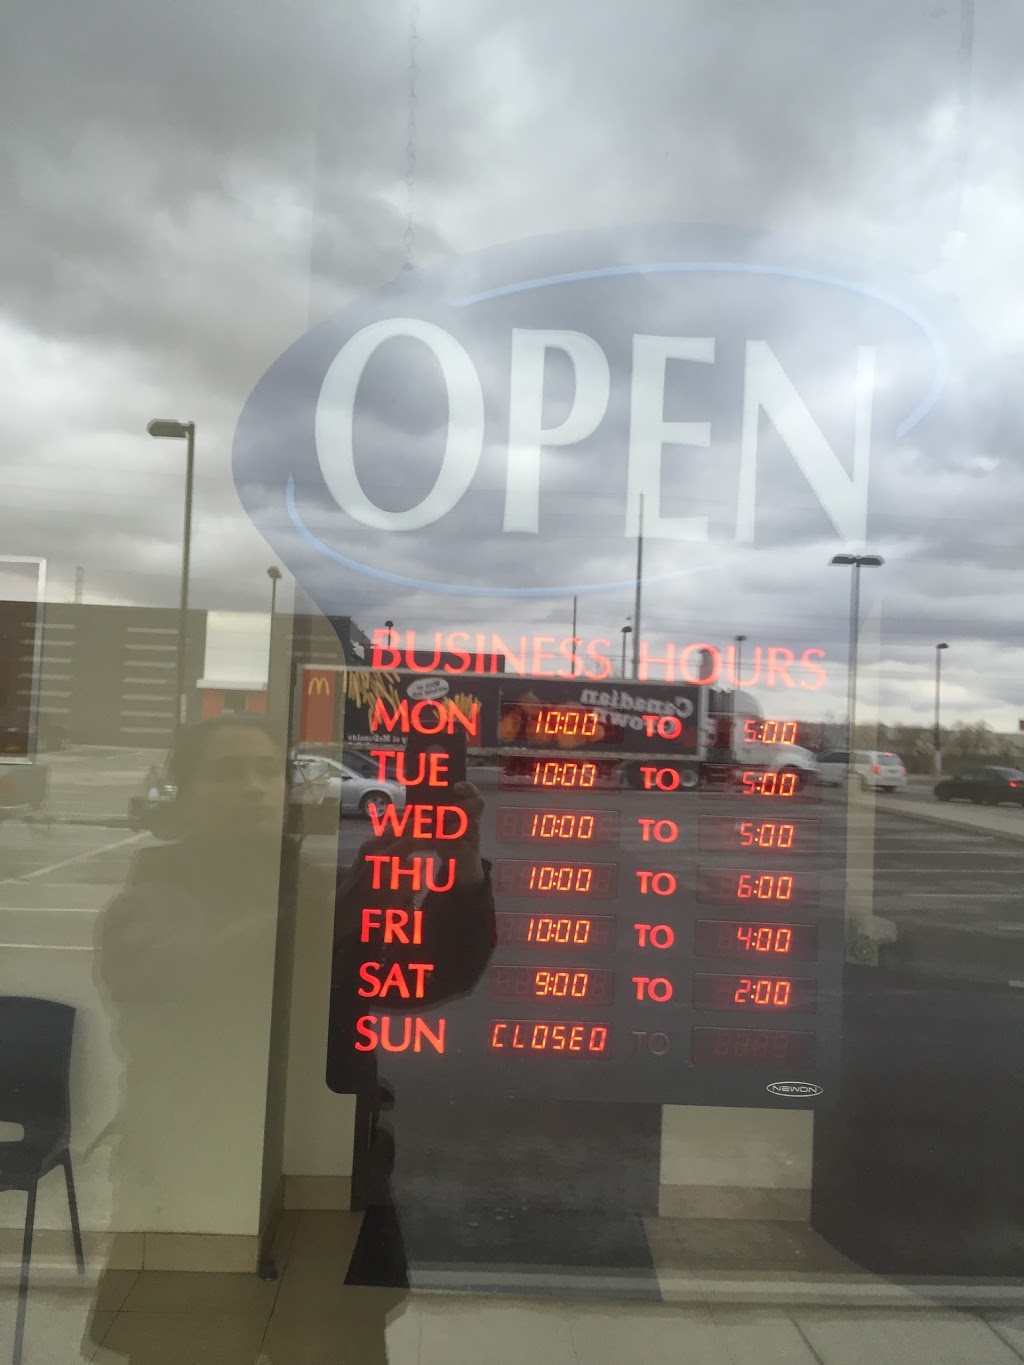 OPEN
BUSINESS HOURS
MON 10:00 TO 5:00
TUE 10:00 TO 5:00
WED 10:00 TO 5:00
THU 10:00 TO 6:00
FRI 10:00 TO 4:00
SAT 9:00 TO 2:00
SUN CLOSED TO
NEWON
Canadian
Grown